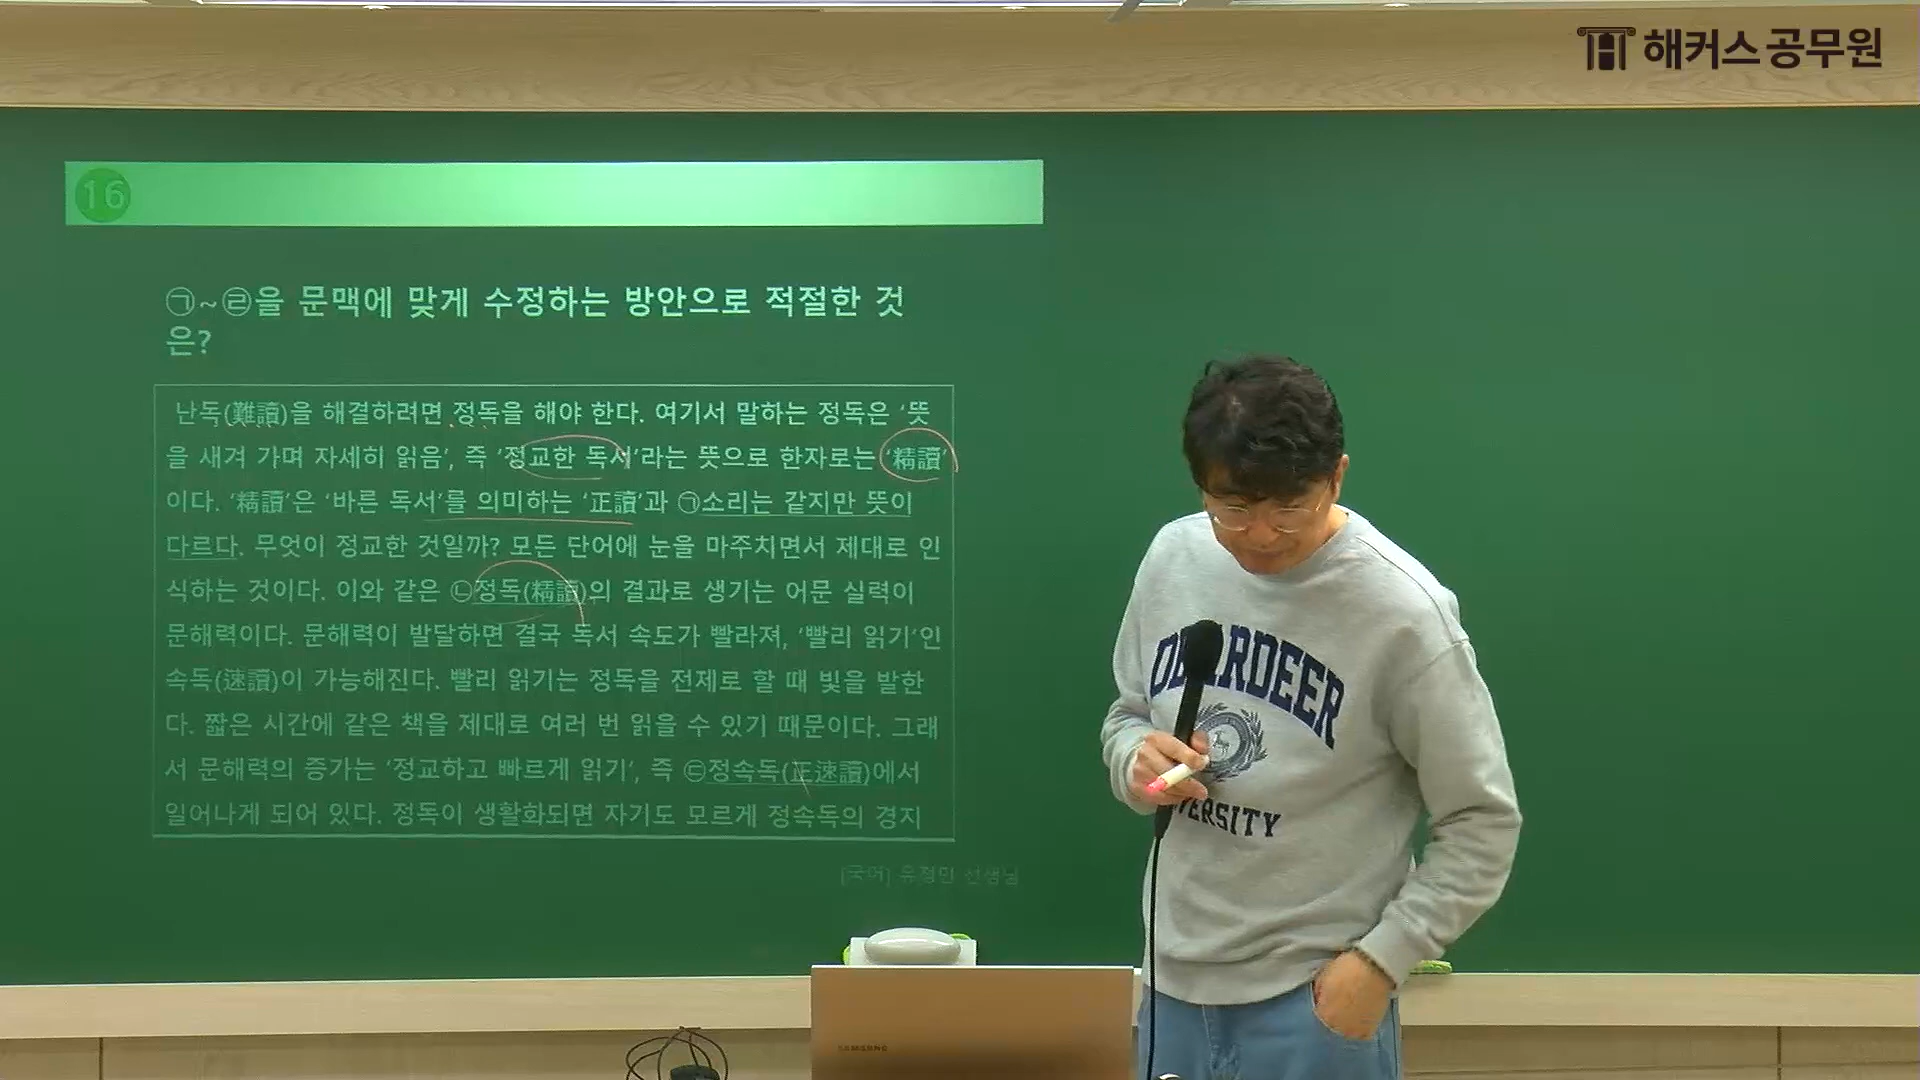 해커스공무원
16
㉠~㉣을 문맥에 맞게 수정하는 방안으로 적절한 것
은?
난독(難讀)을 해결하려면 정독을 해야 한다. 여기서 말하는 정독은 ‘뜻
을 새겨 가며 자세히 읽음’, 즉 ‘정교한 독서’라는 뜻으로 한자로는 ‘精讀’
이다. ‘精讀’은 ‘바른 독서’를 의미하는 ‘正讀’과 ㉠소리는 같지만 뜻이
다르다. 무엇이 정교한 것일까? 모든 단어에 눈을 마주치면서 제대로 인
식하는 것이다. 이와 같은 ㉡정독(精讀)의 결과로 생기는 어문 실력이
문해력이다. 문해력이 발달하면 결국 독서 속도가 빨라져, ‘빨리 읽기’인
속독(速讀)이 가능해진다. 빨리 읽기는 정독을 전제로 할 때 빛을 발한
다. 짧은 시간에 같은 책을 제대로 여러 번 읽을 수 있기 때문이다. 그래
서 문해력의 증가는 ‘정교하고 빠르게 읽기’, 즉 ㉢정속독(正速讀)에서
일어나게 되어 있다. 정독이 생활화되면 자기도 모르게 정속독의 경지
[국어] 유정민 선생님
RDEER
VERSITY
SAMSUNG